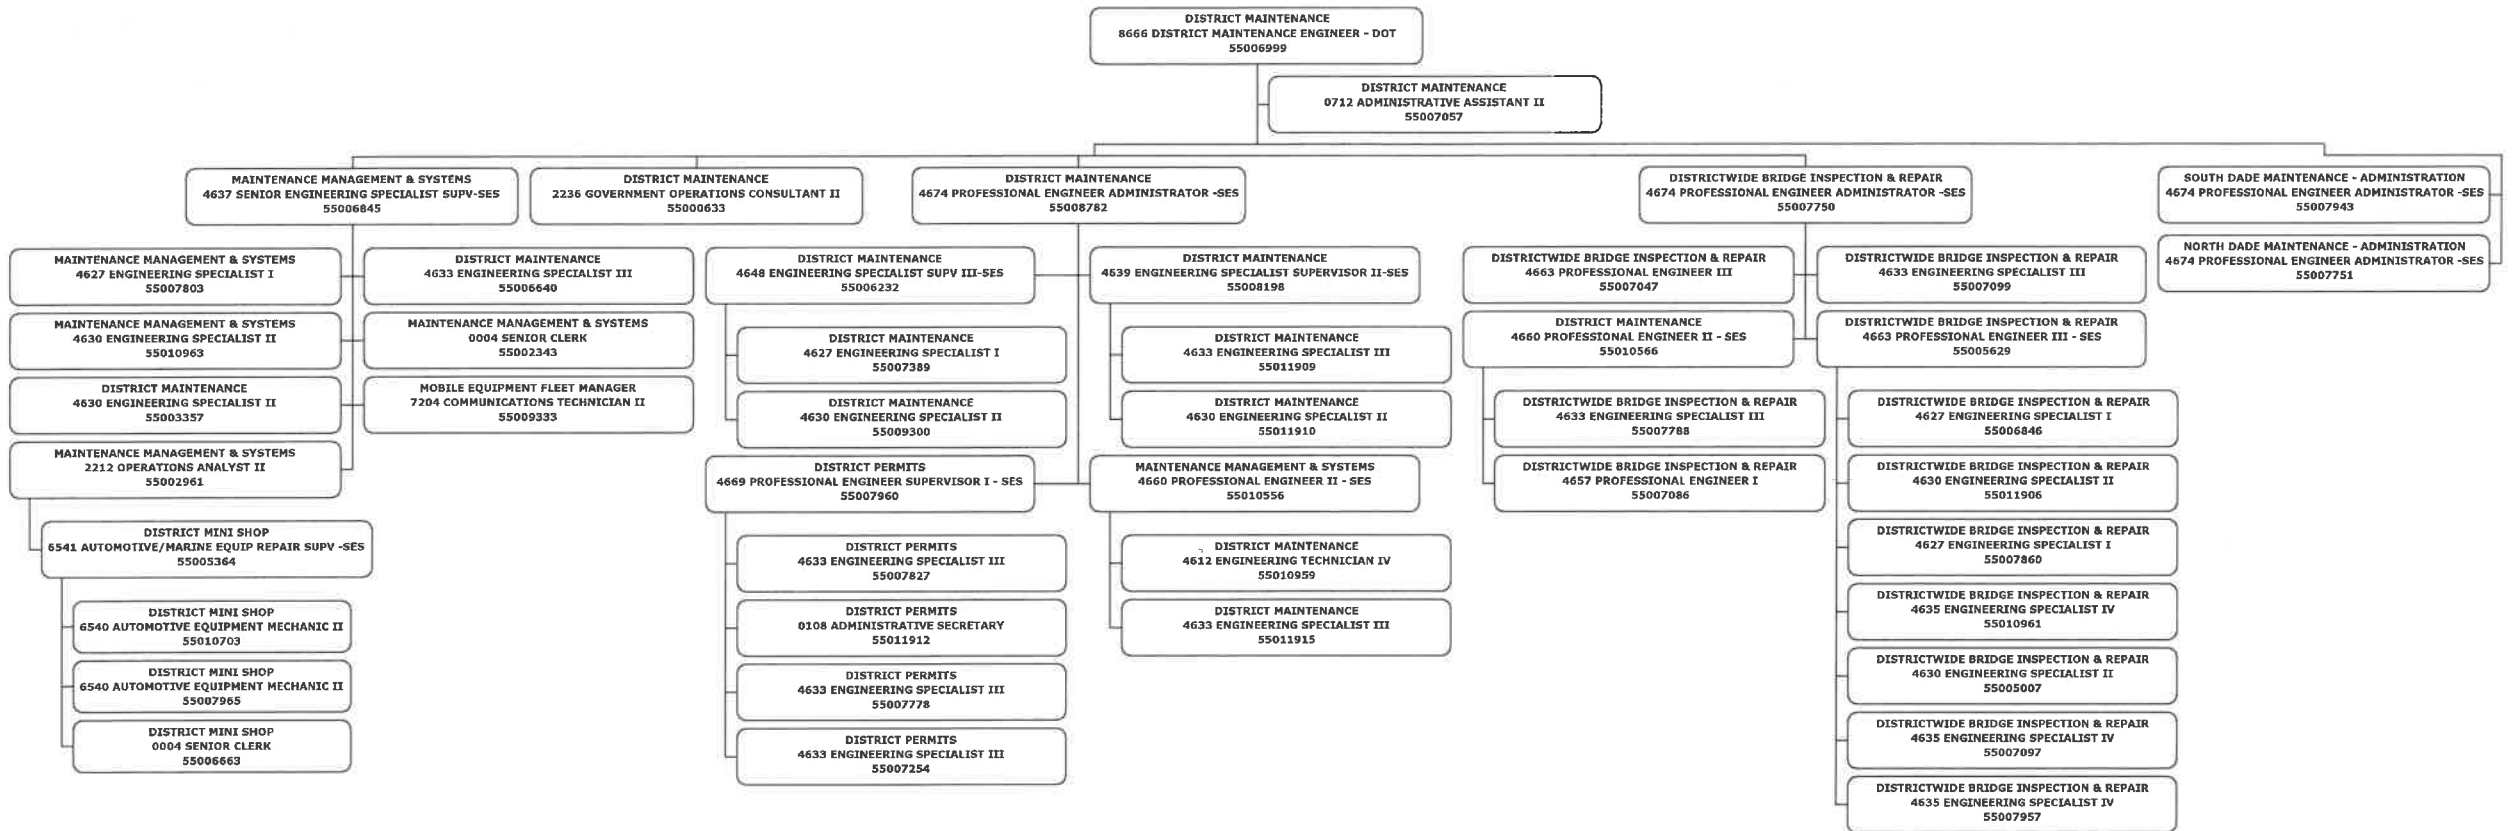 DISTRICT MAINTENANCE
8666 DISTRICT MAINTENANCE ENGINEER - DOT
55006999
DISTRICT MAINTENANCE
0712 ADMINISTRATIVE ASSISTANT II
55007057
MAINTENANCE MANAGEMENT & SYSTEMS
4637 SENIOR ENGINEERING SPECIALIST SUPV-SES
55006845
DISTRICT MAINTENANCE
2236 GOVERNMENT OPERATIONS CONSULTANT II
55000633
DISTRICT MAINTENANCE
4674 PROFESSIONAL ENGINEER ADMINISTRATOR -SES
55008782
DISTRICTWIDE BRIDGE INSPECTION & REPAIR
4674 PROFESSIONAL ENGINEER ADMINISTRATOR -SES
55007750
SOUTH DADE MAINTENANCE - ADMINISTRATION
4674 PROFESSIONAL ENGINEER ADMINISTRATOR -SES
55007943
NORTH DADE MAINTENANCE - ADMINISTRATION
4674 PROFESSIONAL ENGINEER ADMINISTRATOR -SES
55007751
MAINTENANCE MANAGEMENT & SYSTEMS
4627 ENGINEERING SPECIALIST I
55007803
DISTRICT MAINTENANCE
4633 ENGINEERING SPECIALIST III
55006640
MAINTENANCE MANAGEMENT & SYSTEMS
4630 ENGINEERING SPECIALIST II
55010963
MAINTENANCE MANAGEMENT & SYSTEMS
0004 SENIOR CLERK
55002343
DISTRICT MAINTENANCE
4630 ENGINEERING SPECIALIST II
55003357
MOBILE EQUIPMENT FLEET MANAGER
7204 COMMUNICATIONS TECHNICIAN II
55009333
MAINTENANCE MANAGEMENT & SYSTEMS
2212 OPERATIONS ANALYST II
55002961
DISTRICT MINI SHOP
6541 AUTOMOTIVE/MARINE EQUIP REPAIR SUPV -SES
55005364
DISTRICT MINI SHOP
6540 AUTOMOTIVE EQUIPMENT MECHANIC II
55010703
DISTRICT MINI SHOP
6540 AUTOMOTIVE EQUIPMENT MECHANIC II
55007965
DISTRICT MINI SHOP
0004 SENIOR CLERK
55006663
DISTRICT MAINTENANCE
4648 ENGINEERING SPECIALIST SUPV III-SES
55006232
DISTRICT MAINTENANCE
4627 ENGINEERING SPECIALIST I
55007389
DISTRICT MAINTENANCE
4630 ENGINEERING SPECIALIST II
55009300
DISTRICT MAINTENANCE
4639 ENGINEERING SPECIALIST SUPERVISOR II-SES
55008198
DISTRICT MAINTENANCE
4633 ENGINEERING SPECIALIST III
55011909
DISTRICT MAINTENANCE
4630 ENGINEERING SPECIALIST II
55011910
DISTRICT PERMITS
4669 PROFESSIONAL ENGINEER SUPERVISOR I - SES
55007960
DISTRICT PERMITS
4633 ENGINEERING SPECIALIST III
55007827
DISTRICT PERMITS
0108 ADMINISTRATIVE SECRETARY
55011912
DISTRICT PERMITS
4633 ENGINEERING SPECIALIST III
55007778
DISTRICT PERMITS
4633 ENGINEERING SPECIALIST III
55007254
MAINTENANCE MANAGEMENT & SYSTEMS
4660 PROFESSIONAL ENGINEER II - SES
55010556
DISTRICT MAINTENANCE
4612 ENGINEERING TECHNICIAN IV
55010959
DISTRICT MAINTENANCE
4633 ENGINEERING SPECIALIST III
55011915
DISTRICTWIDE BRIDGE INSPECTION & REPAIR
4663 PROFESSIONAL ENGINEER III
55007047
DISTRICTWIDE BRIDGE INSPECTION & REPAIR
4633 ENGINEERING SPECIALIST III
55007099
DISTRICT MAINTENANCE
4660 PROFESSIONAL ENGINEER II - SES
55010566
DISTRICTWIDE BRIDGE INSPECTION & REPAIR
4633 ENGINEERING SPECIALIST III
55007788
DISTRICTWIDE BRIDGE INSPECTION & REPAIR
4657 PROFESSIONAL ENGINEER I
55007086
DISTRICTWIDE BRIDGE INSPECTION & REPAIR
4663 PROFESSIONAL ENGINEER III - SES
55005629
DISTRICTWIDE BRIDGE INSPECTION & REPAIR
4627 ENGINEERING SPECIALIST I
55006846
DISTRICTWIDE BRIDGE INSPECTION & REPAIR
4630 ENGINEERING SPECIALIST II
55011906
DISTRICTWIDE BRIDGE INSPECTION & REPAIR
4627 ENGINEERING SPECIALIST I
55007860
DISTRICTWIDE BRIDGE INSPECTION & REPAIR
4635 ENGINEERING SPECIALIST IV
55010961
DISTRICTWIDE BRIDGE INSPECTION & REPAIR
4630 ENGINEERING SPECIALIST II
55005007
DISTRICTWIDE BRIDGE INSPECTION & REPAIR
4635 ENGINEERING SPECIALIST IV
55007097
DISTRICTWIDE BRIDGE INSPECTION & REPAIR
4635 ENGINEERING SPECIALIST IV
55007957